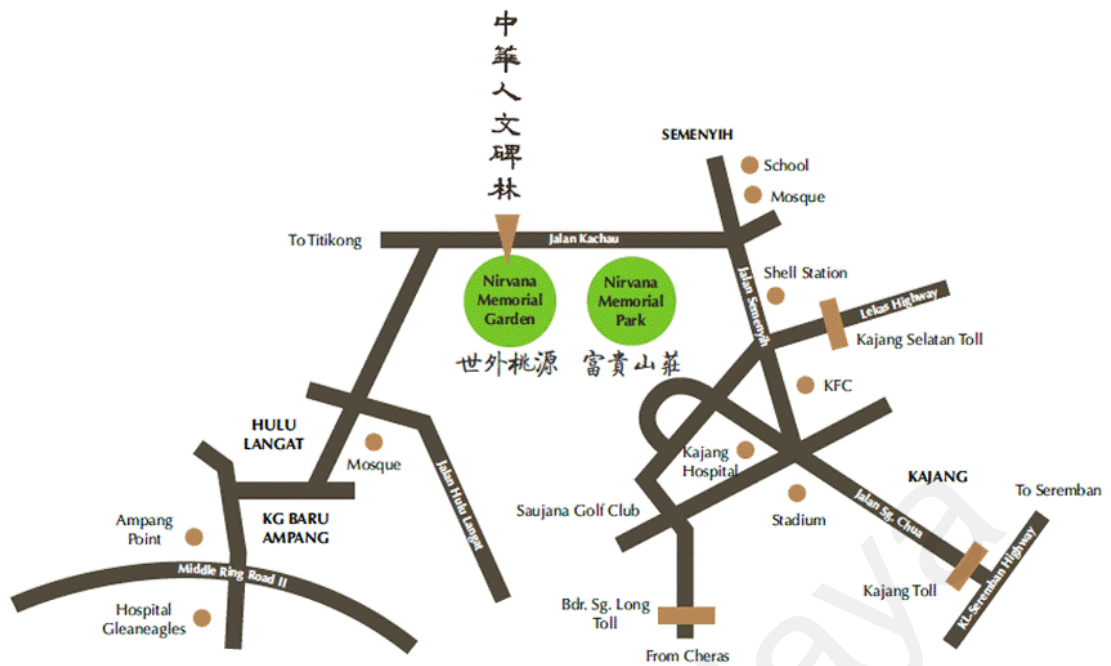 中華人文碑林
SEMENYIH
School
Mosque
To Titikong
Jalan Kachau
Nirvana
Memorial
Garden
Nirvana
Memorial
Park
世外桃源
富貴山莊
Jalan Semenyih
Shell Station
Lekas Highway
Kajang Selatan Toll
KFC
HULU
LANGAT
Mosque
Jalan Hulu Langat
Kajang
Hospital
KAJANG
Saujana Golf Club
Stadium
Jalan Sg. Chua
To Seremban
KG BARU
AMPANG
Ampang
Point
Middle Ring Road II
Hospital
Gleaneagles
Bdr. Sg. Long
Toll
From Cheras
Kajang Toll
KL-Seremban Highway
aya